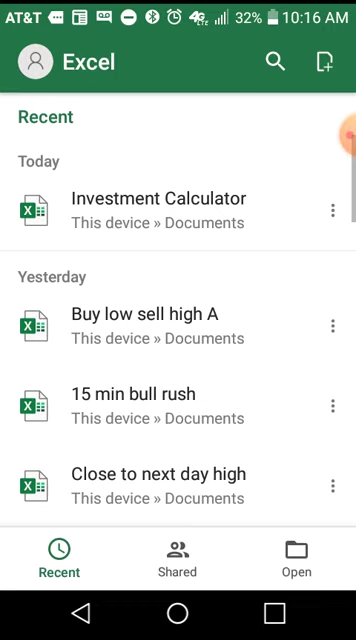 AT&T 4G LTE 32% 10:16 AM
Excel
Recent
Today
Investment Calculator
This device » Documents
Yesterday
Buy low sell high A
This device » Documents
15 min bull rush
This device » Documents
Close to next day high
This device » Documents
Recent Shared Open